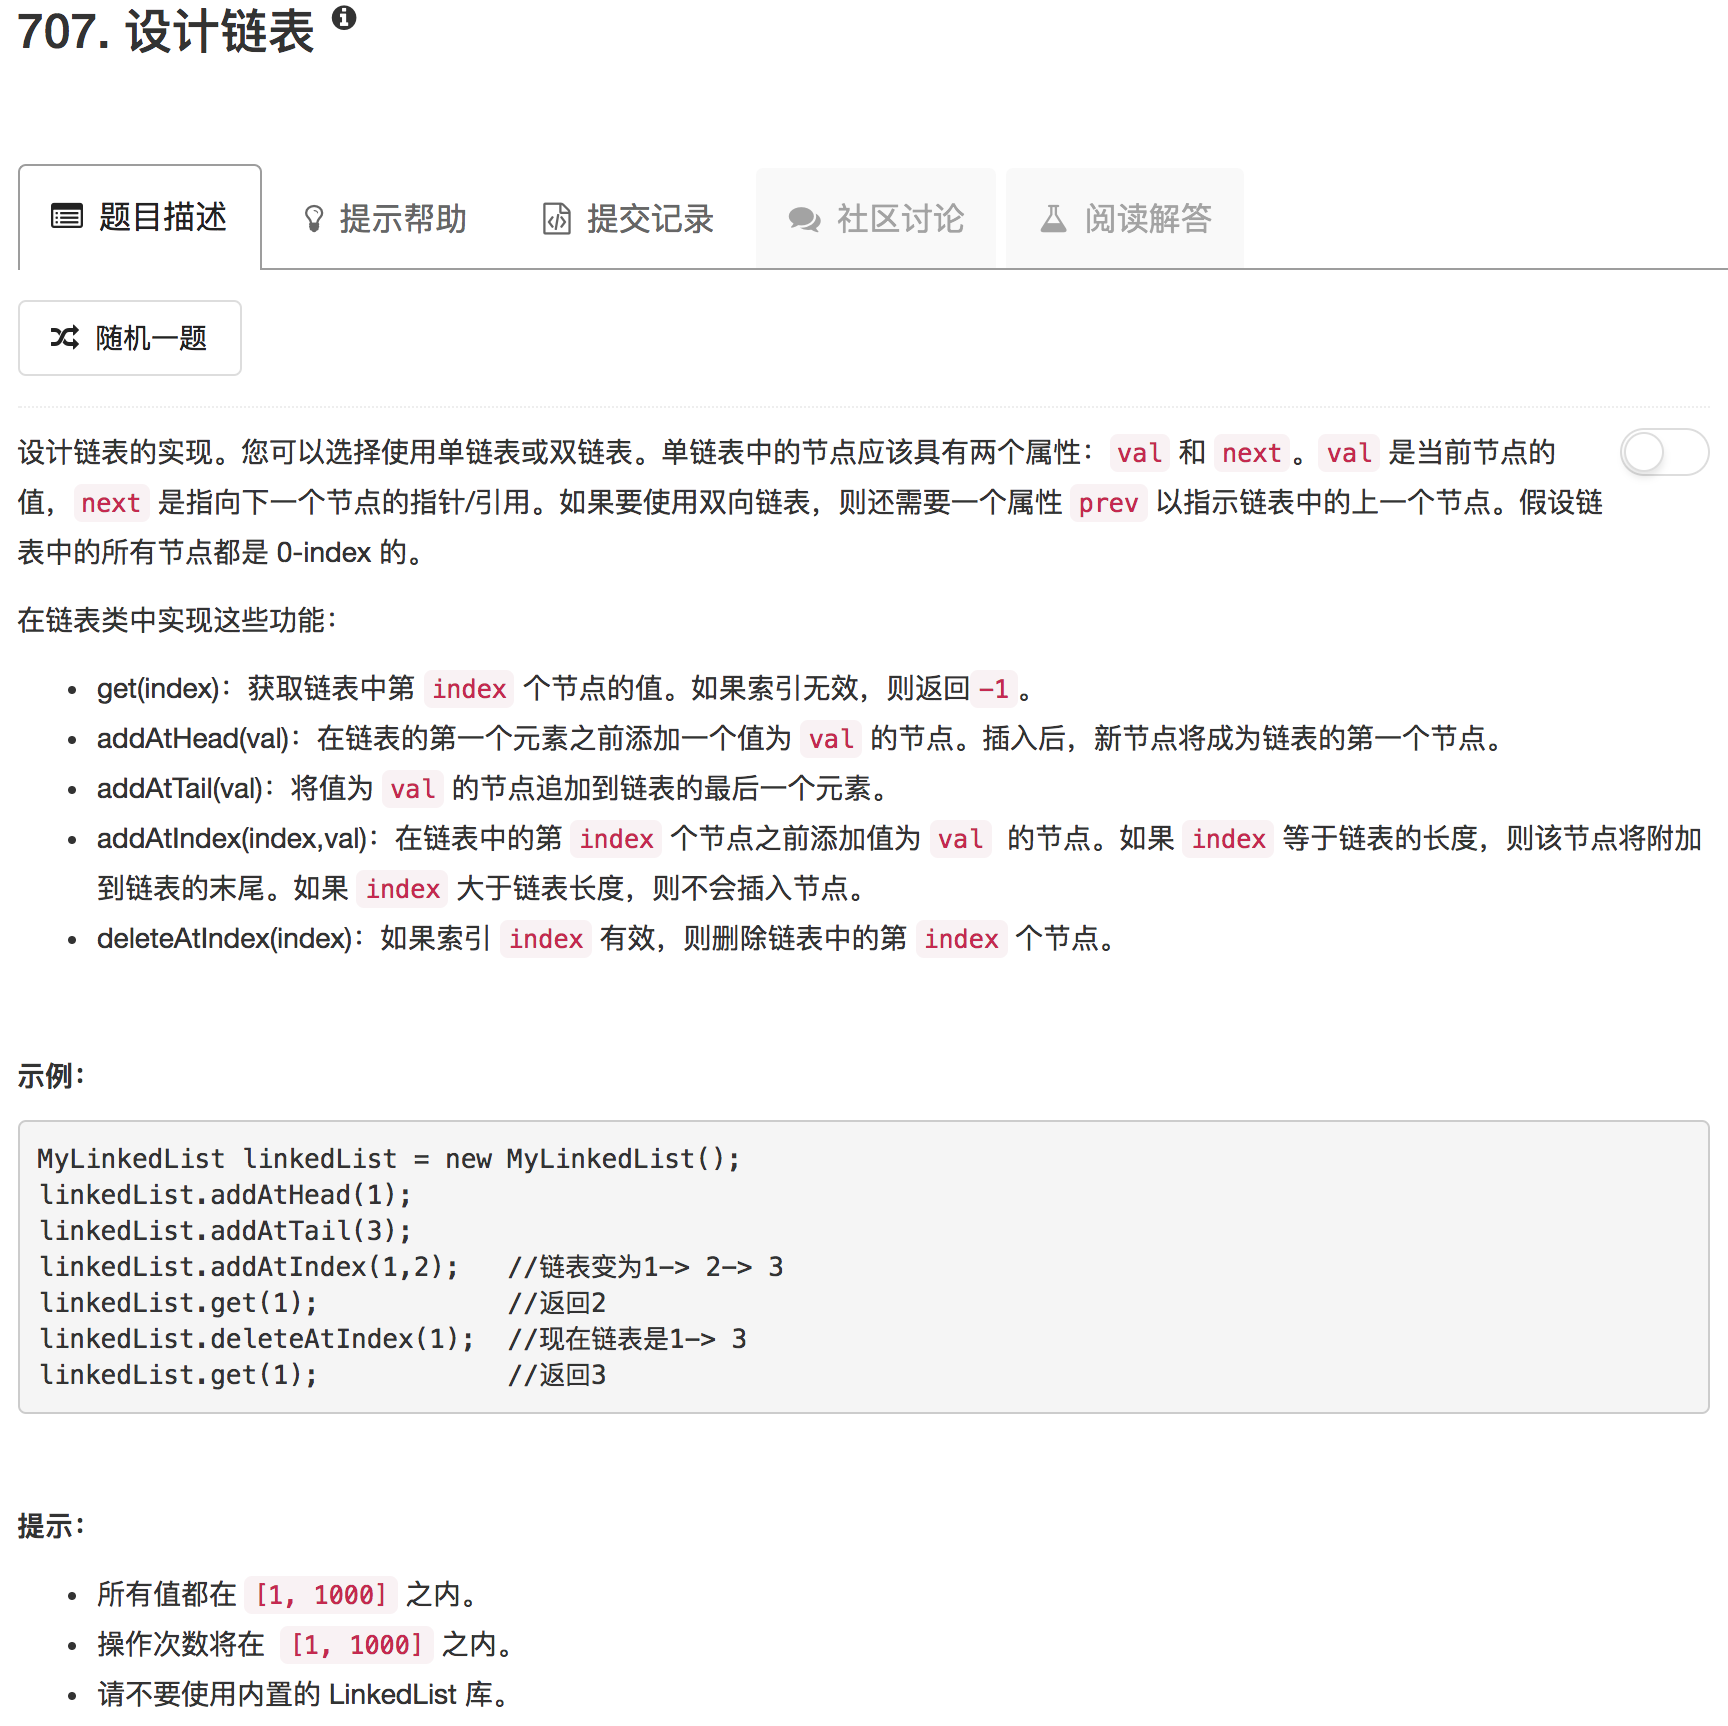 707. 设计链表
题目描述 提示帮助 提交记录 社区讨论 阅读解答
随机一题
设计链表的实现。您可以选择使用单链表或双链表。单链表中的节点应该具有两个属性：val 和 next。val 是当前节点的
值，next 是指向下一个节点的指针/引用。如果要使用双向链表，则还需要一个属性 prev 以指示链表中的上一个节点。假设链
表中的所有节点都是 0-index 的。
在链表类中实现这些功能：
• get(index)：获取链表中第 index 个节点的值。如果索引无效，则返回-1。
• addAtHead(val)：在链表的第一个元素之前添加一个值为 val 的节点。插入后，新节点将成为链表的第一个节点。
• addAtTail(val)：将值为 val 的节点追加到链表的最后一个元素。
• addAtIndex(index,val)：在链表中的第 index 个节点之前添加值为 val 的节点。如果 index 等于链表的长度，则该节点将附加
到链表的末尾。如果 index 大于链表长度，则不会插入节点。
• deleteAtIndex(index)：如果索引 index 有效，则删除链表中的第 index 个节点。
示例：
MyLinkedList linkedList = new MyLinkedList();
linkedList.addAtHead(1);
linkedList.addAtTail(3);
linkedList.addAtIndex(1,2);   //链表变为1-> 2-> 3
linkedList.get(1);            //返回2
linkedList.deleteAtIndex(1);  //现在链表是1-> 3
linkedList.get(1);            //返回3
提示：
• 所有值都在 [1, 1000] 之内。
• 操作次数将在 [1, 1000] 之内。
• 请不要使用内置的 LinkedList 库。